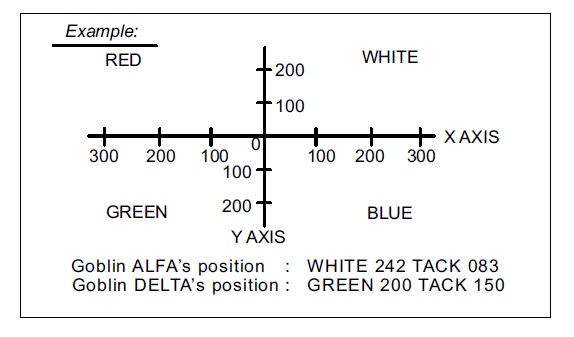 Example:
RED
WHITE
200
100
X AXIS
0
300 200 100 100 200 300
100
GREEN 200 BLUE
Y AXIS
Goblin ALFA's position : WHITE 242 TACK 083
Goblin DELTA's position : GREEN 200 TACK 150